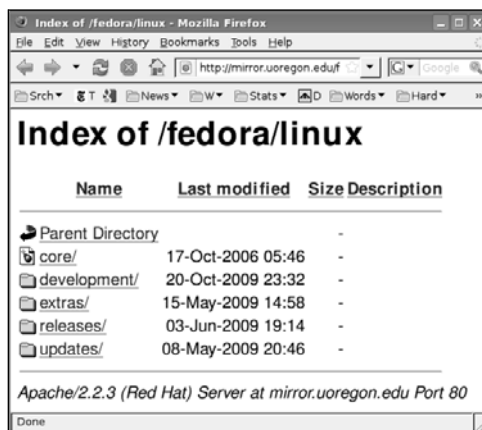 Index of /fedora/linux - Mozilla Firefox
File Edit View History Bookmarks Tools Help
http://mirror.uoregon.edu/f G Google
Srch T News W Stats D Words Hard »
Index of /fedora/linux
Name Last modified Size Description
Parent Directory -
core/ 17-Oct-2006 05:46 -
development/ 20-Oct-2009 23:32 -
extras/ 15-May-2009 14:58 -
releases/ 03-Jun-2009 19:14 -
updates/ 08-May-2009 20:46 -
Apache/2.2.3 (Red Hat) Server at mirror.uoregon.edu Port 80
Done